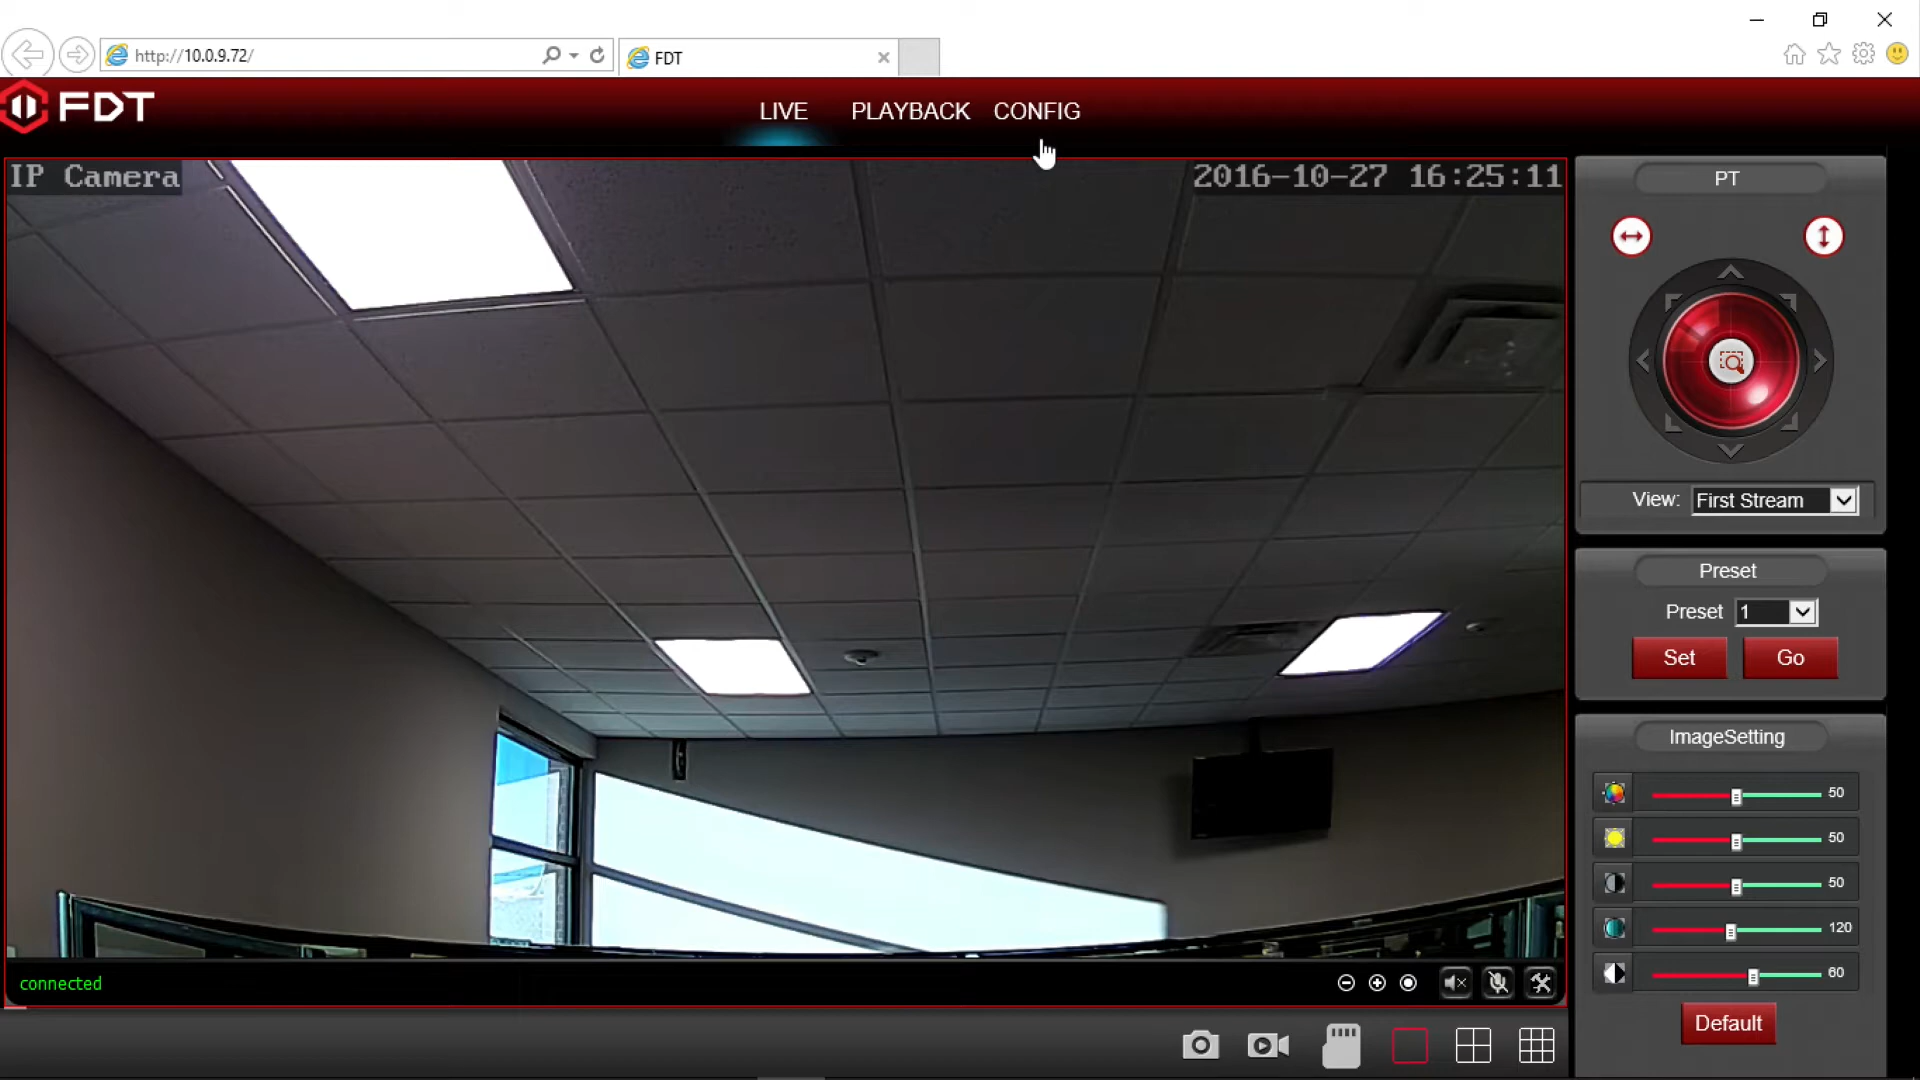 http://10.0.9.72/
FDT
FDT
LIVE PLAYBACK CONFIG
IP Camera
2016-10-27 16:25:11
PT
View: First Stream
Preset
Preset 1
Set Go
ImageSetting
50
50
50
120
60
Default
connected